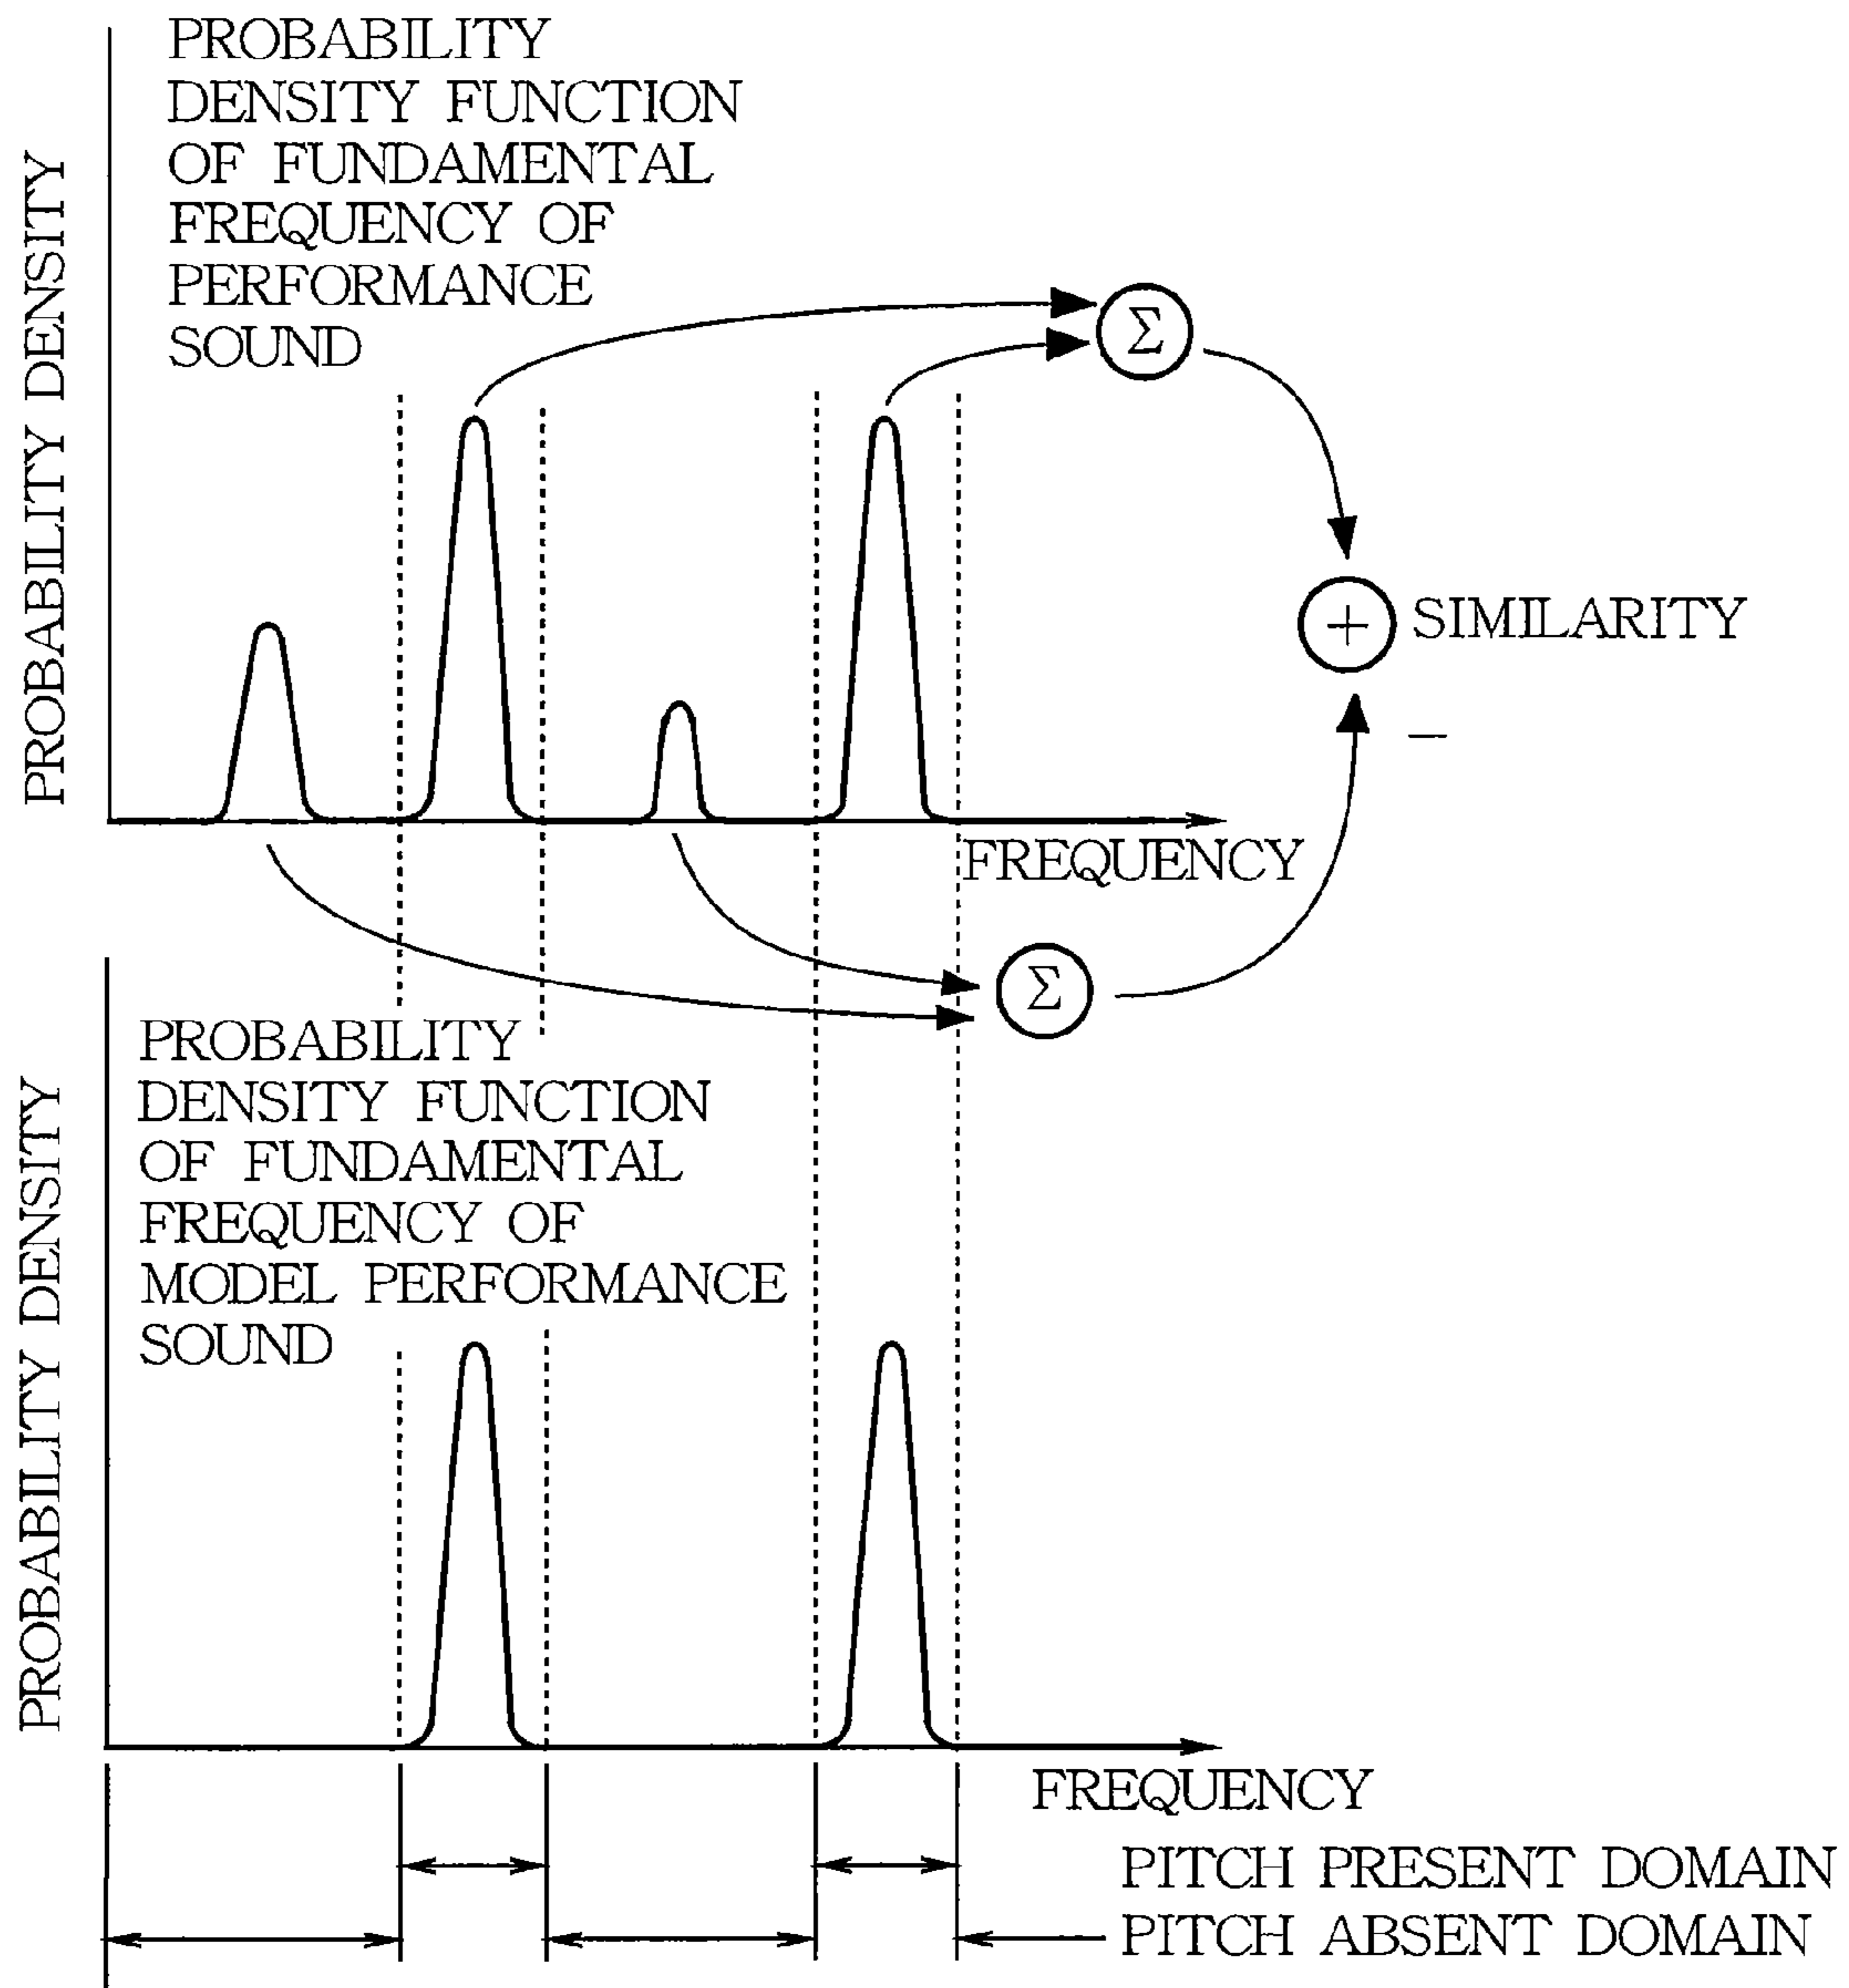 PROBABILITY
DENSITY FUNCTION
OF FUNDAMENTAL
FREQUENCY OF
PERFORMANCE
SOUND
PROBABILITY DENSITY
Σ
+ SIMILARITY
−
FREQUENCY
Σ
PROBABILITY
DENSITY FUNCTION
OF FUNDAMENTAL
FREQUENCY OF
MODEL PERFORMANCE
SOUND
PROBABILITY DENSITY
FREQUENCY
PITCH PRESENT DOMAIN
PITCH ABSENT DOMAIN